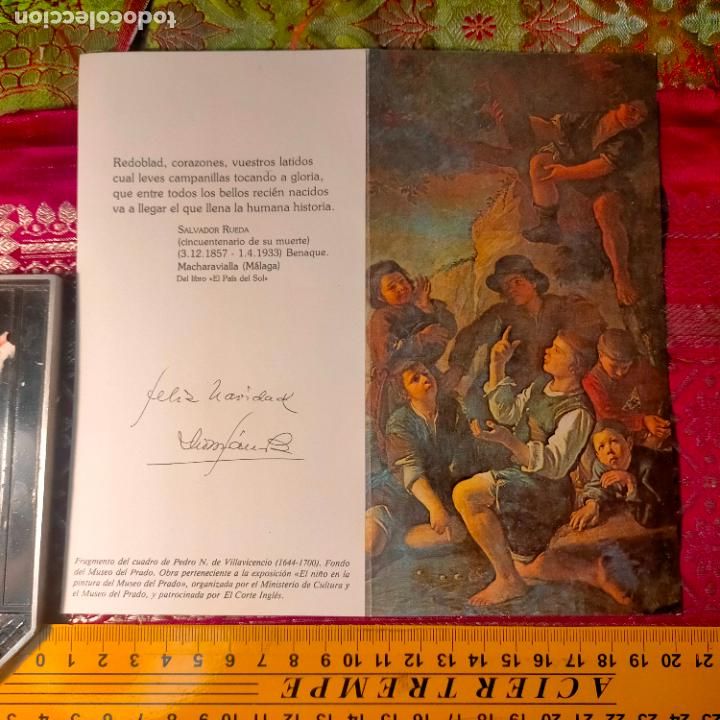 todocoleccion
Redoblad, corazones, vuestros latidos
cual leves campanillas tocando a gloria,
que entre todos los bellos recién nacidos
va a llegar el que llena la humana historia.
SALVADOR RUEDA
(cincuentenario de su muerte)
(3.12.1857 - 1.4.1933) Benaque.
Macharavialla (Málaga)
Del libro «El País del Sol»
feliz Navidad
Fragmento del cuadro de Pedro N. de Villavicencio (1644-1700). Fondo
del Museo del Prado. Obra perteneciente a la exposición «El niño en la
pintura del Museo del Prado», organizada por el Ministerio de Cultura y
el Museo del Prado, y patrocinada por El Corte Inglés.
0 1 2 3 4 5 6 7 8 9 10 11 12 13 14 15 16 17 18 19 20 21
ACIERTREMPE